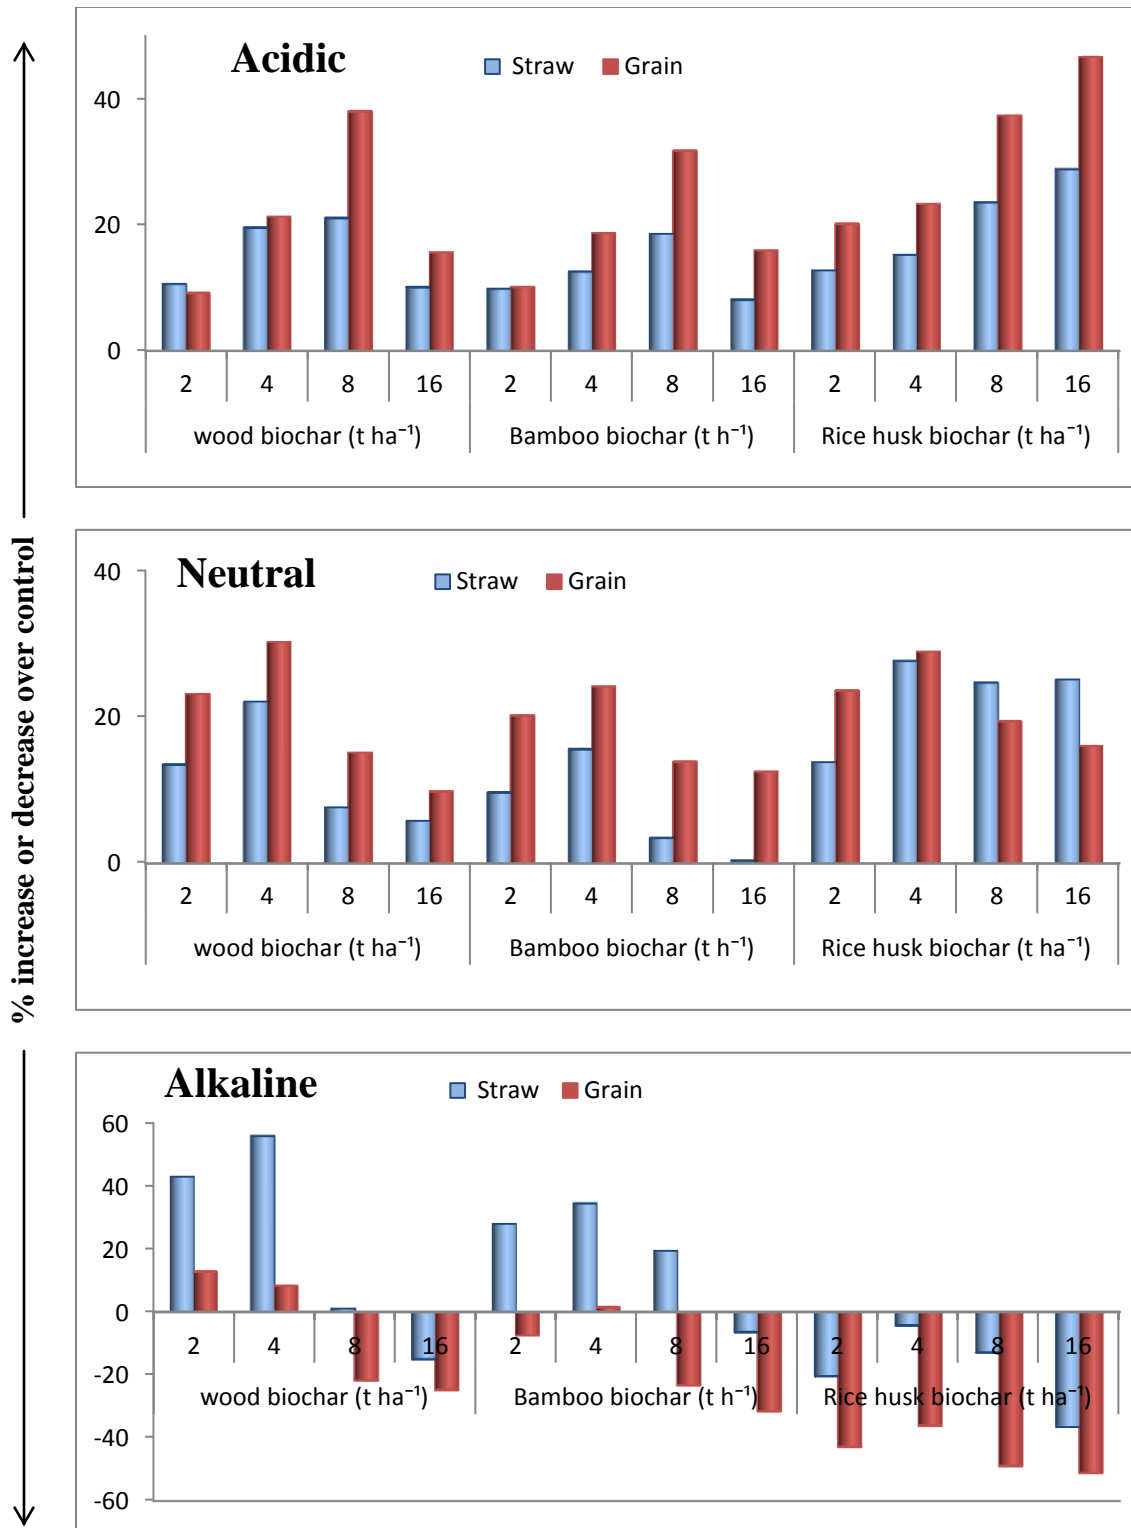 % increase or decrease over control
Acidic
Straw Grain
40
20
0
2 4 8 16 2 4 8 16 2 4 8 16
wood biochar (t ha⁻¹) Bamboo biochar (t h⁻¹) Rice husk biochar (t ha⁻¹)
Neutral
Straw Grain
40
20
0
2 4 8 16 2 4 8 16 2 4 8 16
wood biochar (t ha⁻¹) Bamboo biochar (t h⁻¹) Rice husk biochar (t ha⁻¹)
Alkaline
Straw Grain
60
40
20
0
-20
-40
-60
2 4 8 16 2 4 8 16 2 4 8 16
wood biochar (t ha⁻¹) Bamboo biochar (t h⁻¹) Rice husk biochar (t ha⁻¹)